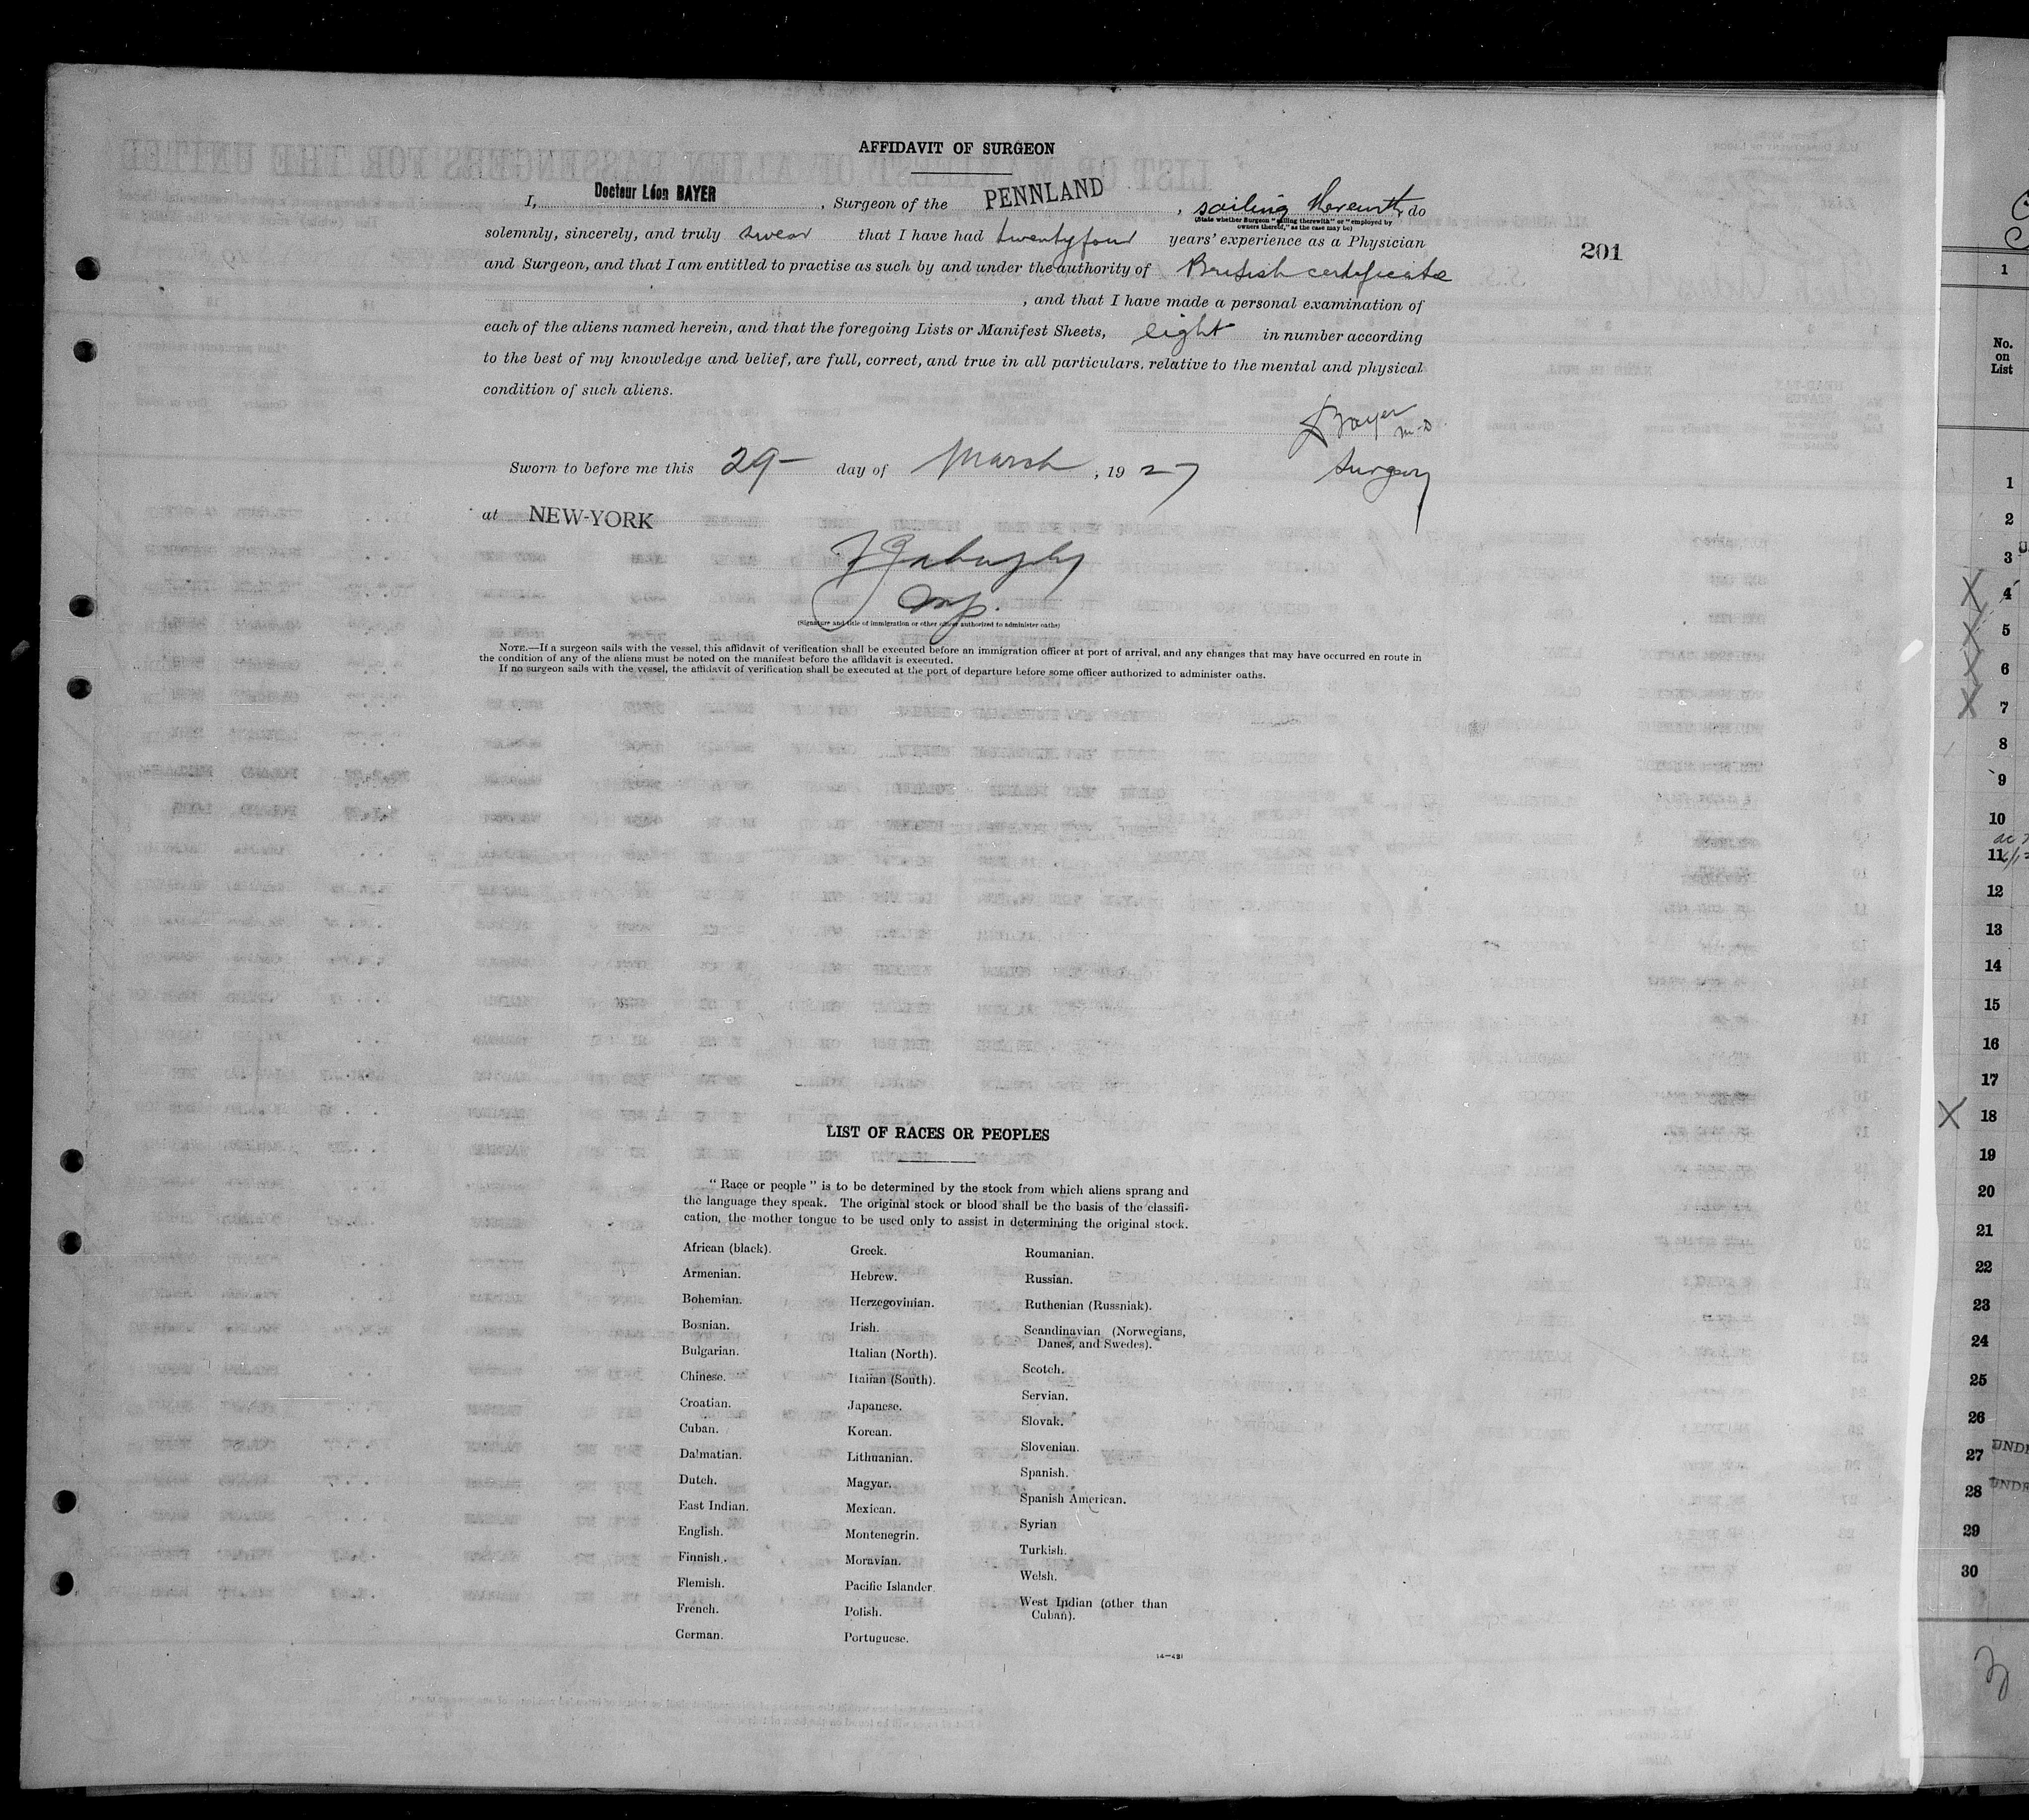 AFFIDAVIT OF SURGEON
I, Docteur Léon BAYER, Surgeon of the PENNLAND, sailing therewith do
(State whether Surgeon "sailing therewith" or "employed by
owners thereof," as the case may be)
solemnly, sincerely, and truly swear that I have had twentyfour years' experience as a Physician
and Surgeon, and that I am entitled to practise as such by and under the authority of British certificate
, and that I have made a personal examination of
each of the aliens named herein, and that the foregoing Lists or Manifest Sheets, eight in number according
to the best of my knowledge and belief, are full, correct, and true in all particulars, relative to the mental and physical
condition of such aliens.
201
LBayer
M.D.
Surgeon
Sworn to before me this 29 day of March, 1927
at NEW-YORK
Insp.
(Signature and title of immigration or other officer authorized to administer oaths)
NOTE.—If a surgeon sails with the vessel, this affidavit of verification shall be executed before an immigration officer at port of arrival, and any changes that may have occurred en route in
the condition of any of the aliens must be noted on the manifest before the affidavit is executed.
If no surgeon sails with the vessel, the affidavit of verification shall be executed at the port of departure before some officer authorized to administer oaths.
LIST OF RACES OR PEOPLES
"Race or people" is to be determined by the stock from which aliens sprang and
the language they speak. The original stock or blood shall be the basis of the classifi-
cation, the mother tongue to be used only to assist in determining the original stock.
African (black).
Armenian.
Bohemian.
Bosnian.
Bulgarian.
Chinese.
Croatian.
Cuban.
Dalmatian.
Dutch.
East Indian.
English.
Finnish.
Flemish.
French.
German.
Greek.
Hebrew.
Herzegovinian.
Irish.
Italian (North).
Italian (South).
Japanese.
Korean.
Lithuanian.
Magyar.
Mexican.
Montenegrin.
Moravian.
Pacific Islander.
Polish.
Portuguese.
Roumanian.
Russian.
Ruthenian (Russniak).
Scandinavian (Norwegians,
Danes, and Swedes).
Scotch.
Servian.
Slovak.
Slovenian.
Spanish.
Spanish American.
Syrian
Turkish.
Welsh.
West Indian (other than
Cuban).
1
No.
on
List
1
2
3
X 4
X 5
X 6
X 7
8
9
10
11
12
13
14
15
16
17
X 18
19
20
21
22
23
24
25
26
27
28
29
30